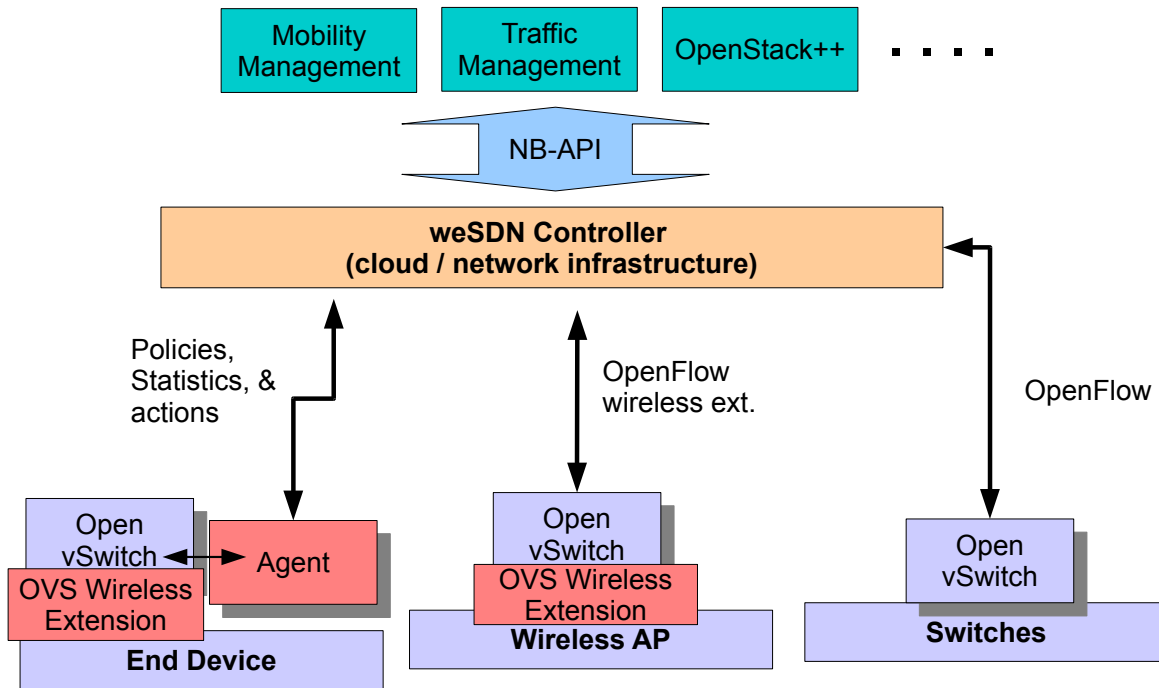 Mobility
Management
Traffic
Management
OpenStack++
NB-API
weSDN Controller
(cloud / network infrastructure)
Policies,
Statistics, &
actions
OpenFlow
wireless ext.
OpenFlow
Open
vSwitch
Agent
OVS Wireless
Extension
End Device
Open
vSwitch
OVS Wireless
Extension
Wireless AP
Open
vSwitch
Switches